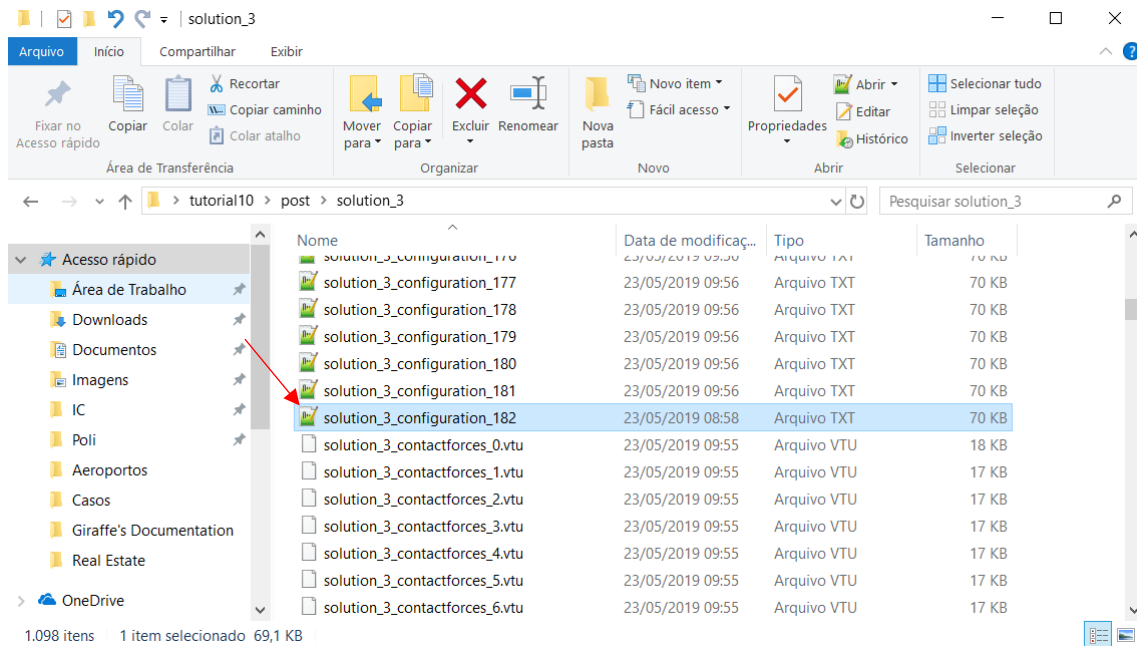 solution_3
Arquivo Início Compartilhar Exibir
Fixar no Acesso rápido
Copiar
Colar
Recortar
Copiar caminho
Colar atalho
Mover para
Copiar para
Excluir
Renomear
Nova pasta
Novo item
Fácil acesso
Propriedades
Abrir
Editar
Histórico
Selecionar tudo
Limpar seleção
Inverter seleção
Área de Transferência Organizar Novo Abrir Selecionar
tutorial10 > post > solution_3 Pesquisar solution_3
Nome Data de modificaç... Tipo Tamanho
Acesso rápido
Área de Trabalho
Downloads
Documentos
Imagens
IC
Poli
Aeroportos
Casos
Giraffe's Documentation
Real Estate
OneDrive
solution_3_configuration_176 23/05/2019 09:56 Arquivo TXT 70 KB
solution_3_configuration_177 23/05/2019 09:56 Arquivo TXT 70 KB
solution_3_configuration_178 23/05/2019 09:56 Arquivo TXT 70 KB
solution_3_configuration_179 23/05/2019 09:56 Arquivo TXT 70 KB
solution_3_configuration_180 23/05/2019 09:56 Arquivo TXT 70 KB
solution_3_configuration_181 23/05/2019 09:56 Arquivo TXT 70 KB
solution_3_configuration_182 23/05/2019 08:58 Arquivo TXT 70 KB
solution_3_contactforces_0.vtu 23/05/2019 09:55 Arquivo VTU 18 KB
solution_3_contactforces_1.vtu 23/05/2019 09:55 Arquivo VTU 17 KB
solution_3_contactforces_2.vtu 23/05/2019 09:55 Arquivo VTU 17 KB
solution_3_contactforces_3.vtu 23/05/2019 09:55 Arquivo VTU 17 KB
solution_3_contactforces_4.vtu 23/05/2019 09:55 Arquivo VTU 17 KB
solution_3_contactforces_5.vtu 23/05/2019 09:55 Arquivo VTU 17 KB
solution_3_contactforces_6.vtu 23/05/2019 09:55 Arquivo VTU 17 KB
1.098 itens 1 item selecionado 69,1 KB